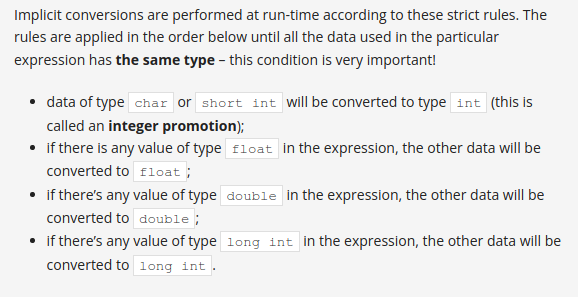 Implicit conversions are performed at run-time according to these strict rules. The
rules are applied in the order below until all the data used in the particular
expression has the same type – this condition is very important!
• data of type char or short int will be converted to type int (this is
called an integer promotion);
• if there is any value of type float in the expression, the other data will be
converted to float ;
• if there’s any value of type double in the expression, the other data will be
converted to double ;
• if there’s any value of type long int in the expression, the other data will be
converted to long int .